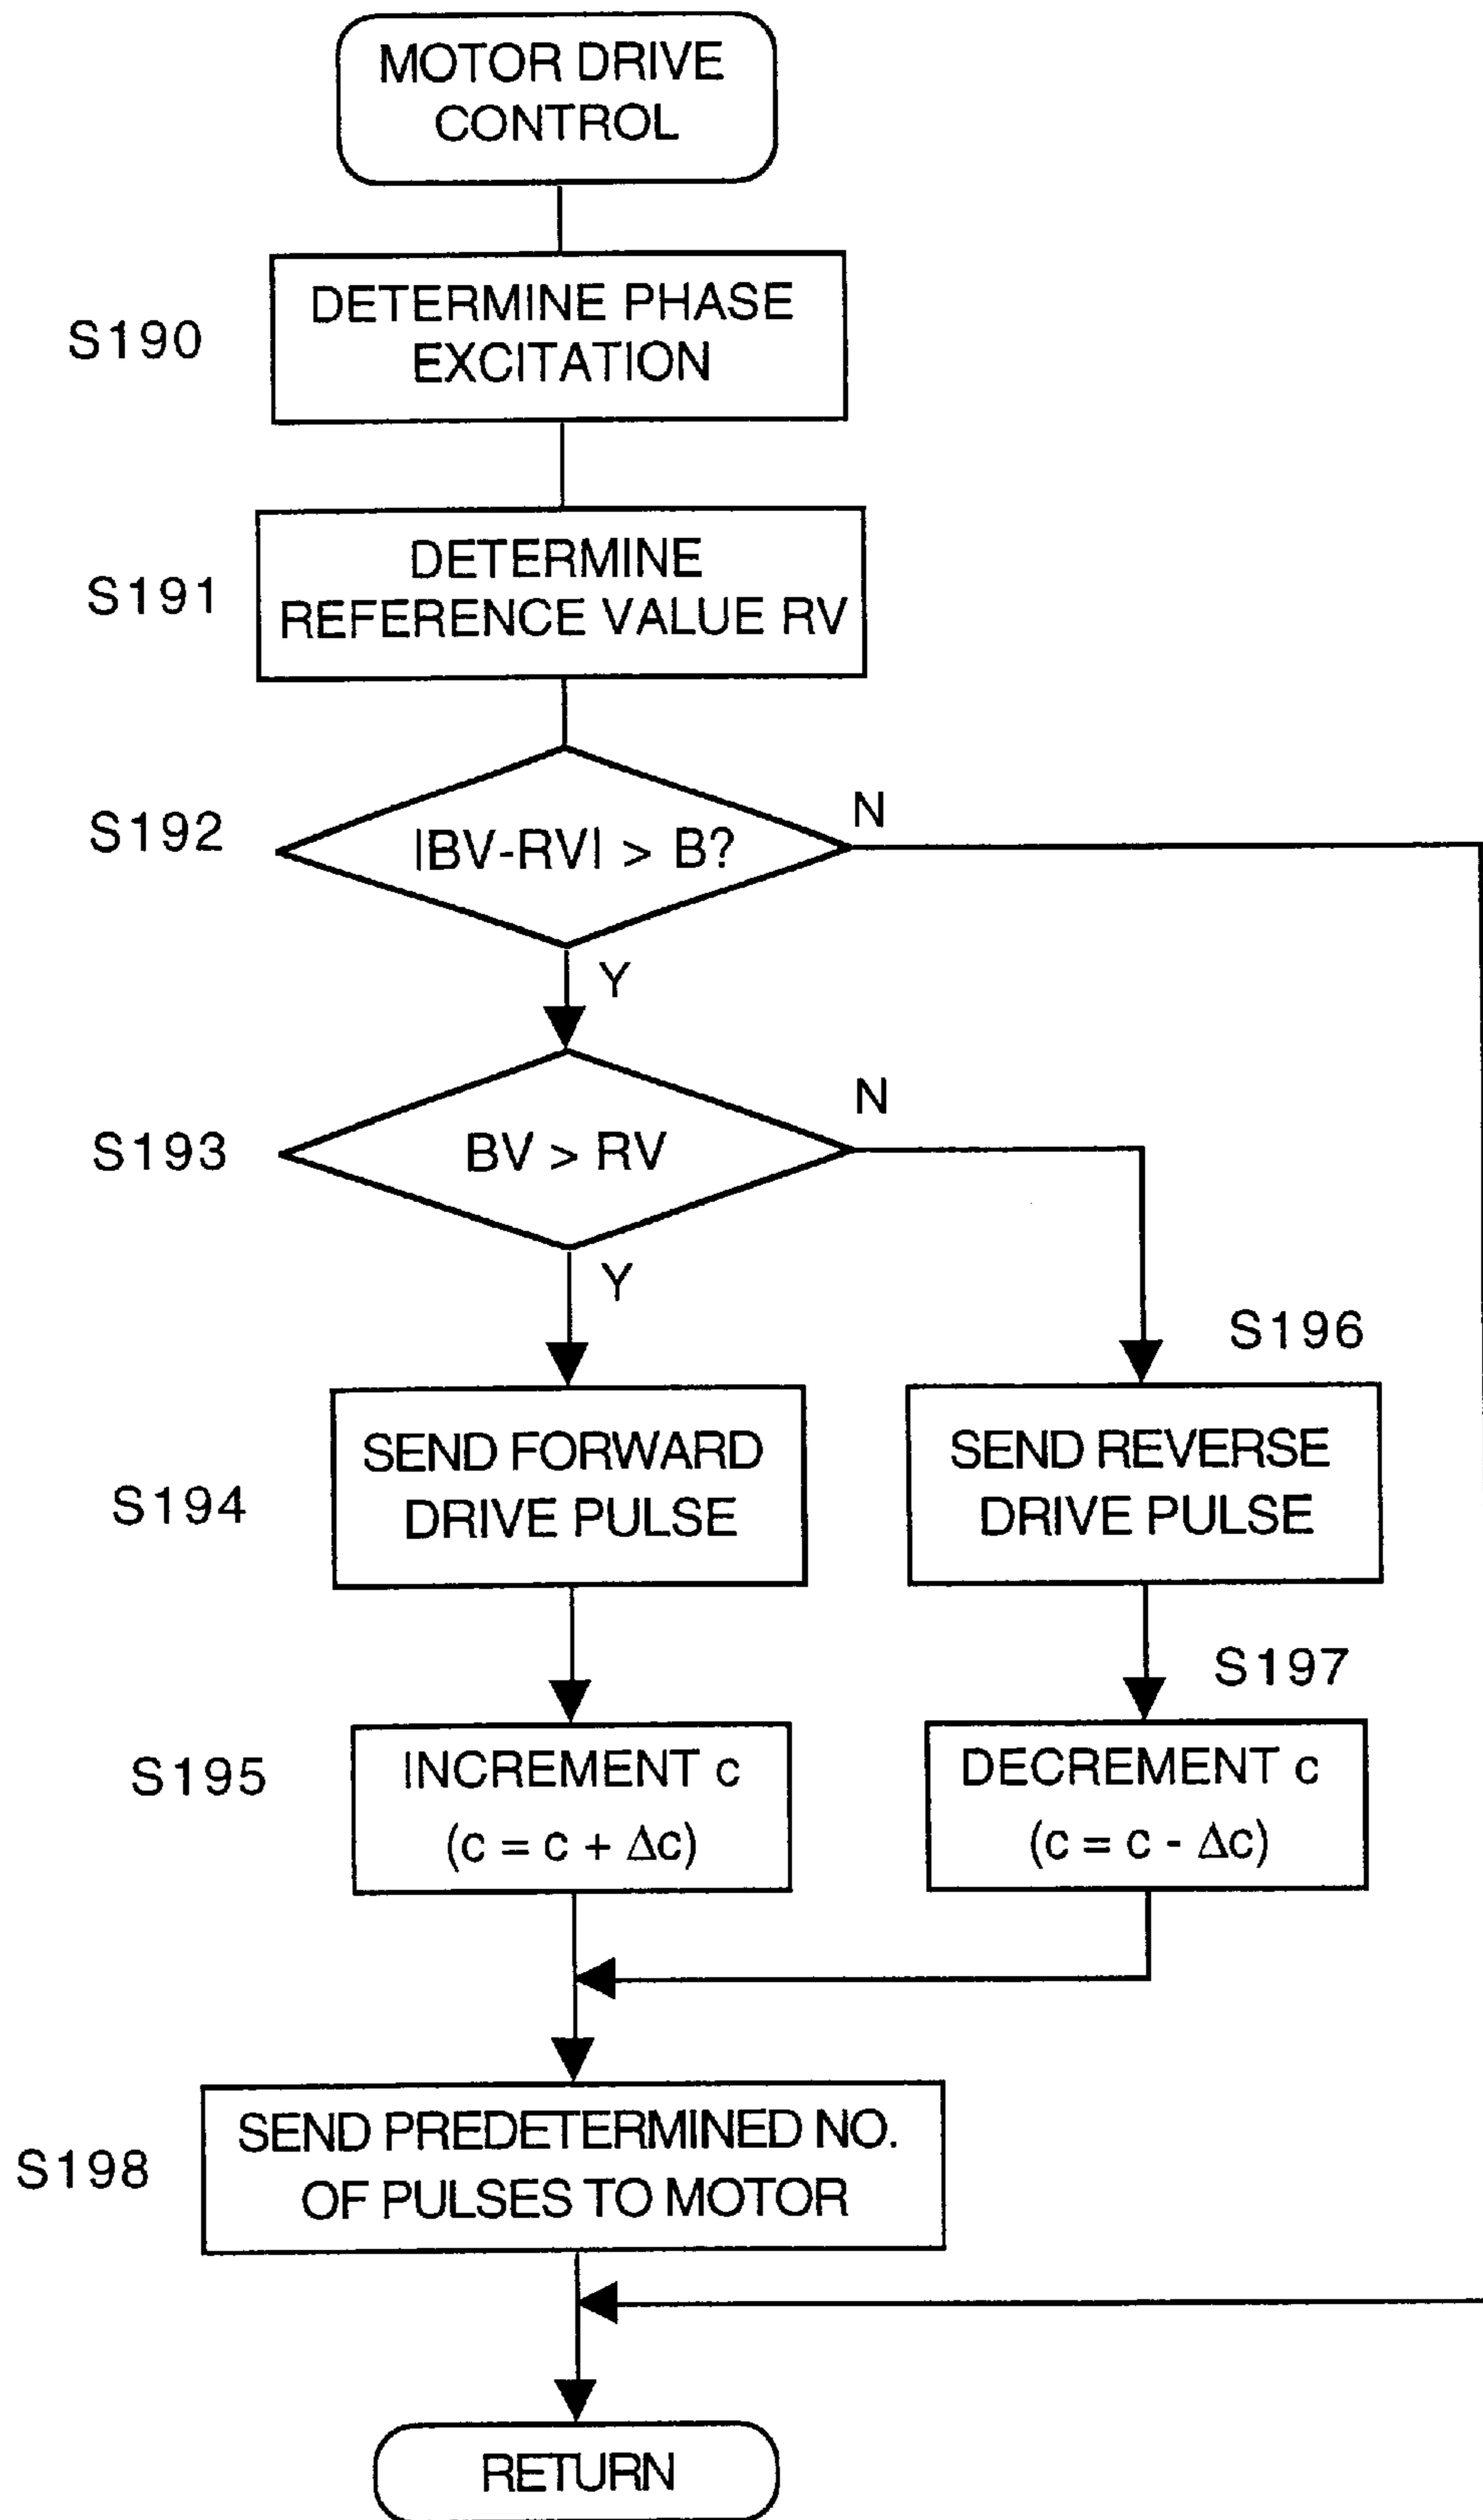 MOTOR DRIVE
CONTROL
S190
DETERMINE PHASE
EXCITATION
S191
DETERMINE
REFERENCE VALUE RV
S192
|BV-RV| > B?
N
Y
S193
BV > RV
N
Y
S194
SEND FORWARD
DRIVE PULSE
S196
SEND REVERSE
DRIVE PULSE
S195
INCREMENT c
(c = c + Δc)
S197
DECREMENT c
(c = c - Δc)
S198
SEND PREDETERMINED NO.
OF PULSES TO MOTOR
RETURN